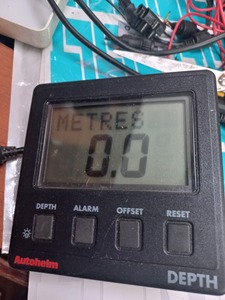 METRES
0.0
DEPTH ALARM OFFSET RESET
Autohelm
DEPTH